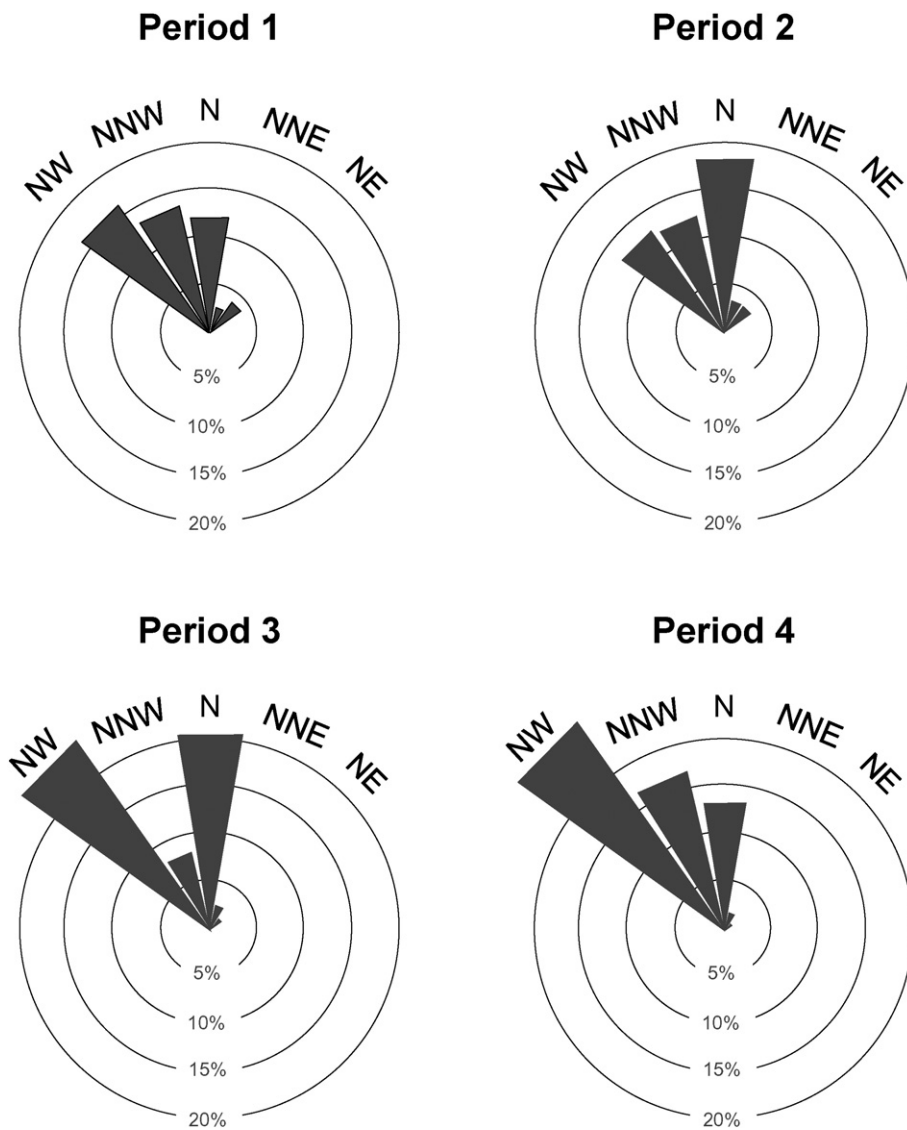 Period 1
NW NNW N NNE NE
5%
10%
15%
20%
Period 2
NW NNW N NNE NE
5%
10%
15%
20%
Period 3
NW NNW N NNE NE
5%
10%
15%
20%
Period 4
NW NNW N NNE NE
5%
10%
15%
20%